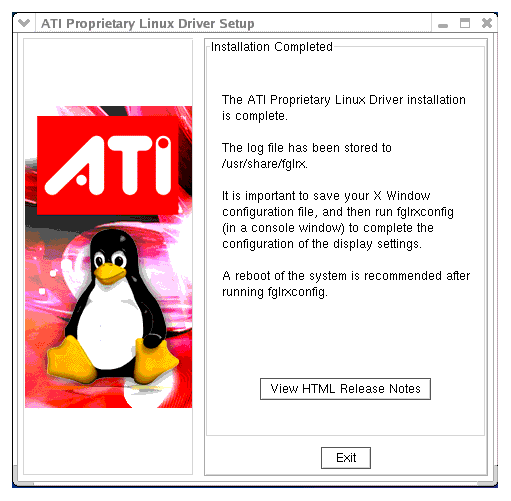 ATI Proprietary Linux Driver Setup
Installation Completed
ATI
The ATI Proprietary Linux Driver installation
is complete.
The log file has been stored to
/usr/share/fglrx.
It is important to save your X Window
configuration file, and then run fglrxconfig
(in a console window) to complete the
configuration of the display settings.
A reboot of the system is recommended after
running fglrxconfig.
View HTML Release Notes
Exit